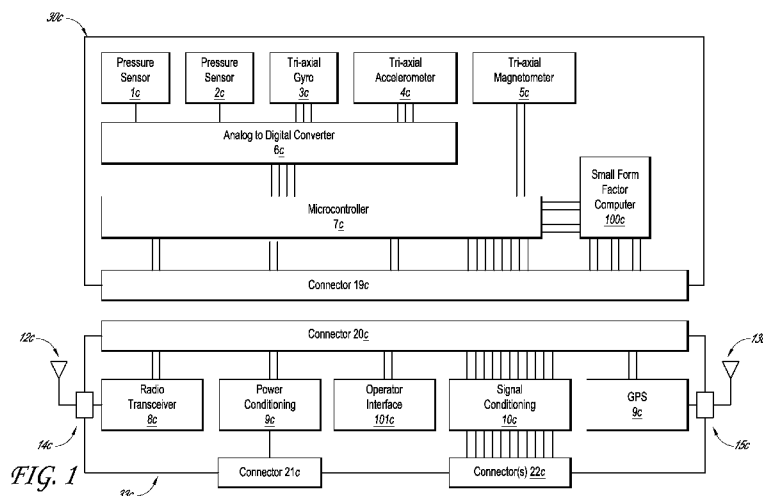 30c
Pressure
Sensor
1c
Pressure
Sensor
2c
Tri-axial
Gyro
3c
Tri-axial
Accelerometer
4c
Tri-axial
Magnetometer
5c
Analog to Digital Converter
6c
Small Form
Factor
Computer
100c
Microcontroller
7c
Connector 19c
12c
Connector 20c
13c
Radio
Transceiver
8c
Power
Conditioning
9c
Operator
Interface
101c
Signal
Conditioning
10c
GPS
9c
14c
15c
Connector 21c
Connector(s) 22c
FIG. 1
33c